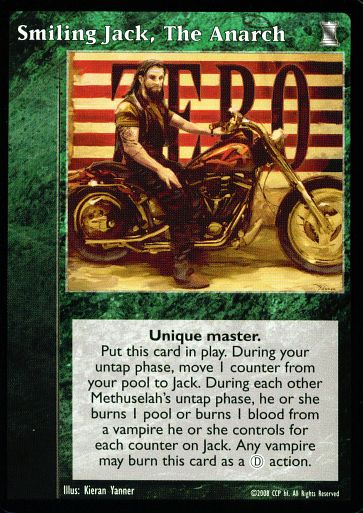 Smiling Jack, The Anarch
ZERO
Unique master.
Put this card in play. During your
untap phase, move 1 counter from
your pool to Jack. During each other
Methuselah's untap phase, he or she
burns 1 pool or burns 1 blood from
a vampire he or she controls for
each counter on Jack. Any vampire
may burn this card as a Ⓓ action.
Illus: Kieran Yanner
©2008 CCP hf. All Rights Reserved